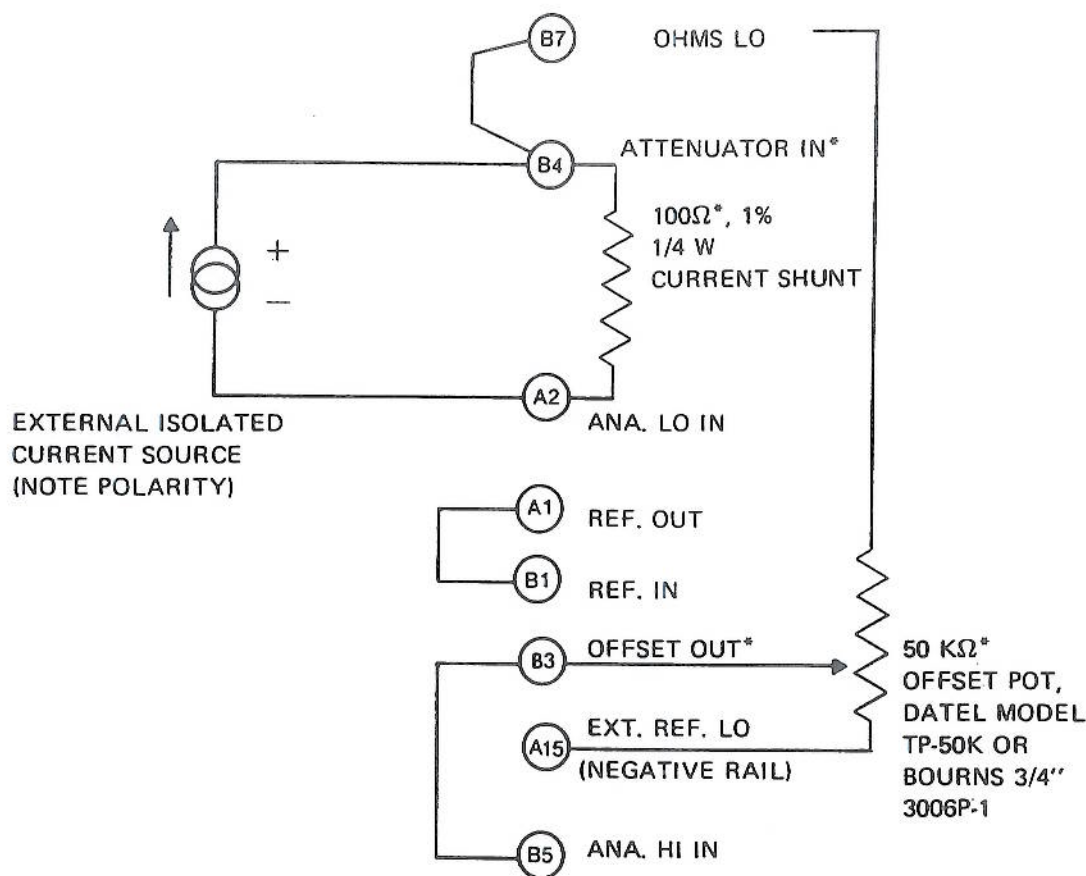 B7 OHMS LO
B4 ATTENUATOR IN*
100Ω*, 1%
1/4 W
CURRENT SHUNT
+
−
A2 ANA. LO IN
EXTERNAL ISOLATED
CURRENT SOURCE
(NOTE POLARITY)
A1 REF. OUT
B1 REF. IN
B3 OFFSET OUT*
50 KΩ*
OFFSET POT,
DATEL MODEL
TP-50K OR
BOURNS 3/4''
3006P-1
A15 EXT. REF. LO
(NEGATIVE RAIL)
B5 ANA. HI IN